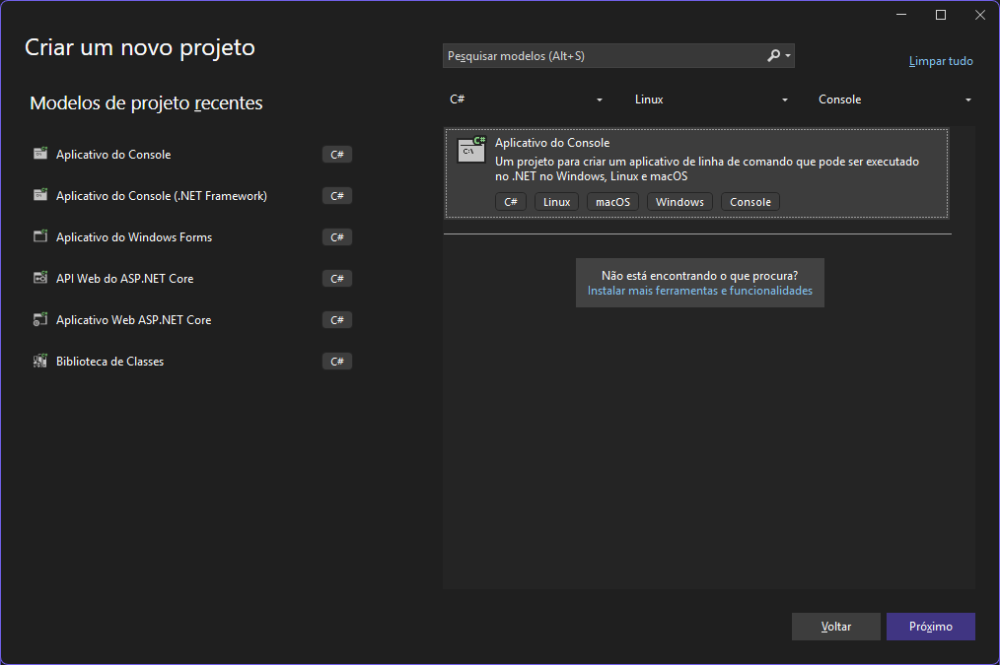 Criar um novo projeto
Pesquisar modelos (Alt+S)
Limpar tudo
Modelos de projeto recentes
Aplicativo do Console C#
Aplicativo do Console (.NET Framework) C#
Aplicativo do Windows Forms C#
API Web do ASP.NET Core C#
Aplicativo Web ASP.NET Core C#
Biblioteca de Classes C#
C# Linux Console
C#
C:\
Aplicativo do Console
Um projeto para criar um aplicativo de linha de comando que pode ser executado
no .NET no Windows, Linux e macOS
C# Linux macOS Windows Console
Não está encontrando o que procura?
Instalar mais ferramentas e funcionalidades
Voltar Próximo